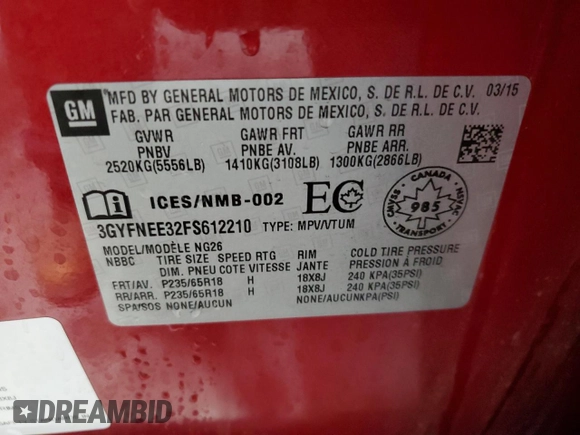 GM
MFD BY GENERAL MOTORS DE MEXICO, S. DE R.L. DE C.V. 03/15
FAB. PAR GENERAL MOTORS DE MEXICO, S. DE R.L. DE C.V.
GVWR GAWR FRT GAWR RR
PNBV PNBE AV. PNBE ARR.
2520KG(5556LB) 1410KG(3108LB) 1300KG(2866LB)
ICES/NMB-002 EC CMVSS CANADA NSVAC 985 TRANSPORT
3GYFNEE32FS612210 TYPE: MPV/VTUM
MODEL/MODÈLE NG26
NBBC TIRE SIZE SPEED RTG RIM COLD TIRE PRESSURE
DIM. PNEU COTE VITESSE JANTE PRESSION À FROID
FRT/AV. P235/65R18 H 18X8J 240 KPA(35PSI)
RR/ARR. P235/65R18 H 18X8J 240 KPA(35PSI)
SPA/SOS NONE/AUCUN NONE/AUCUNKPA(PSI)
DREAMBID